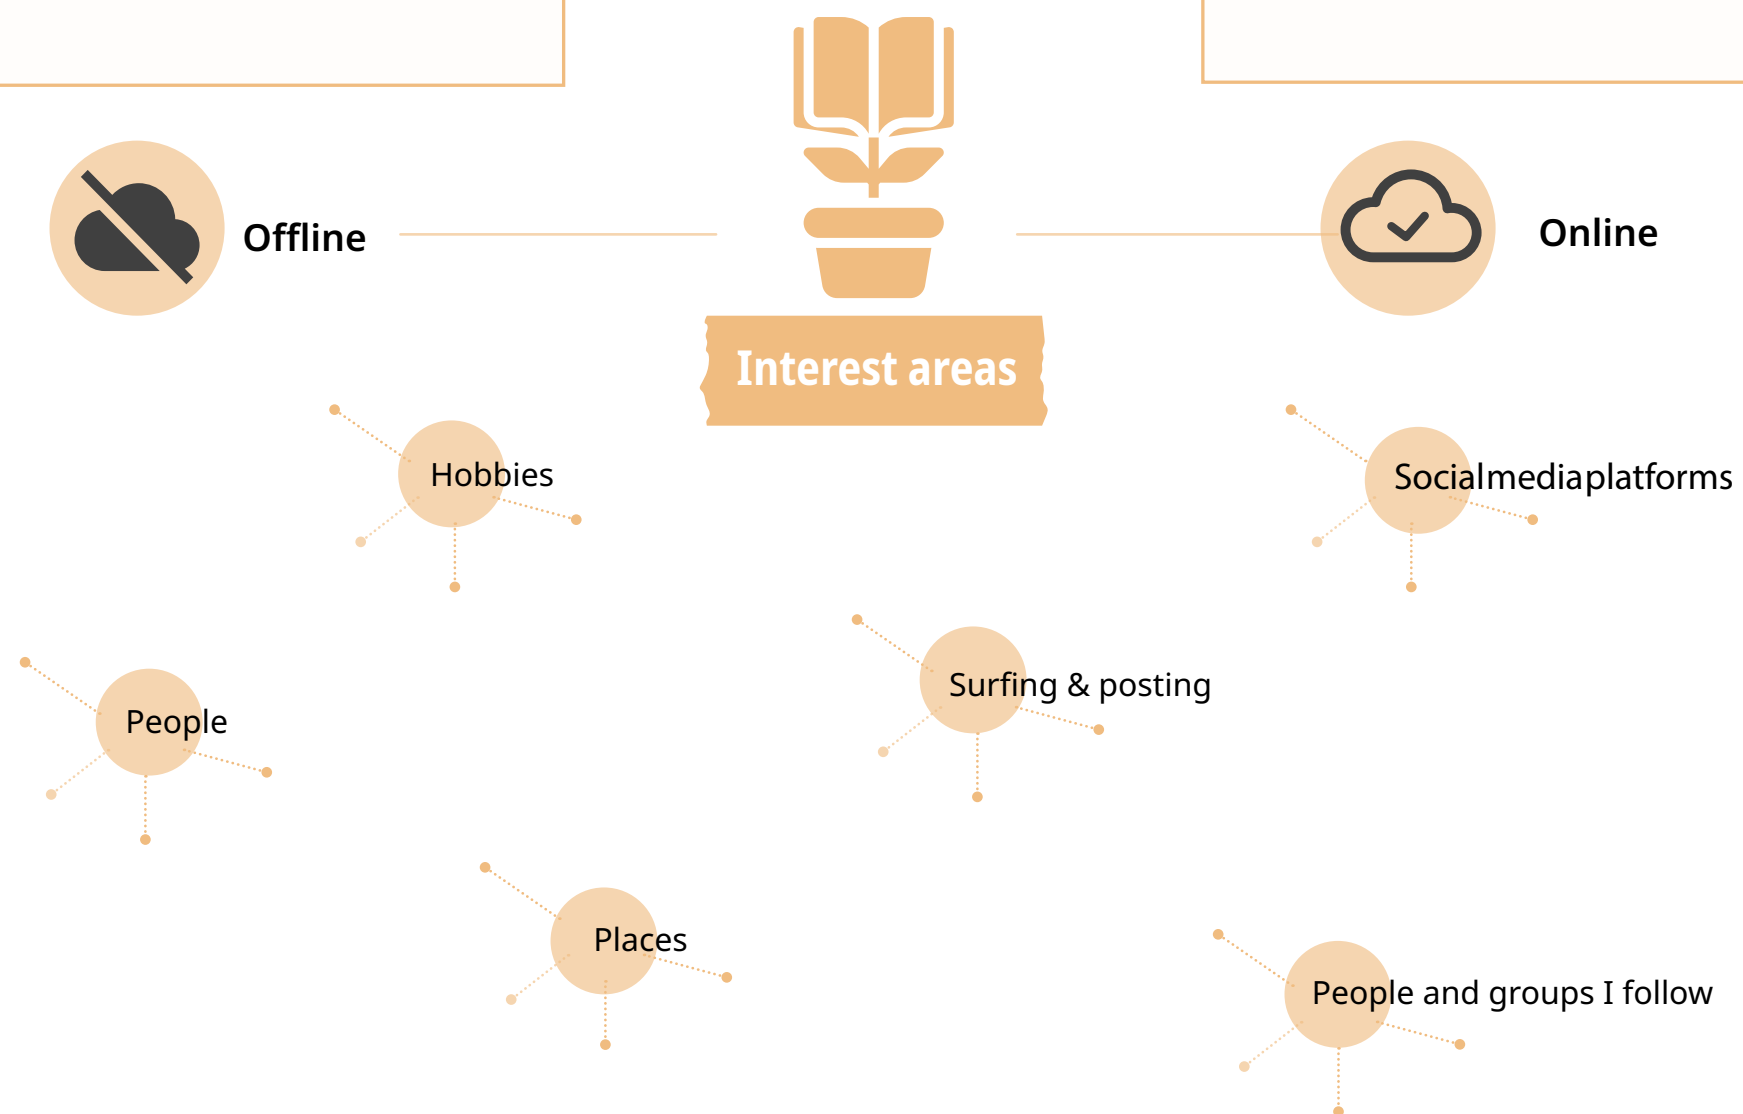 Offline
Online
Interest areas
Hobbies
Socialmediaplatforms
Surfing & posting
People
Places
People and groups I follow